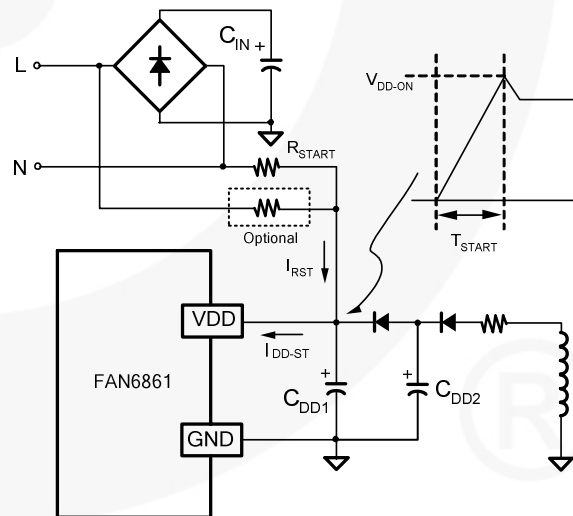 L
C_IN +
N
R_START
Optional
I_RST
V_DD-ON
T_START
VDD
I_DD-ST
FAN6861
GND
+
C_DD1
+
C_DD2
®